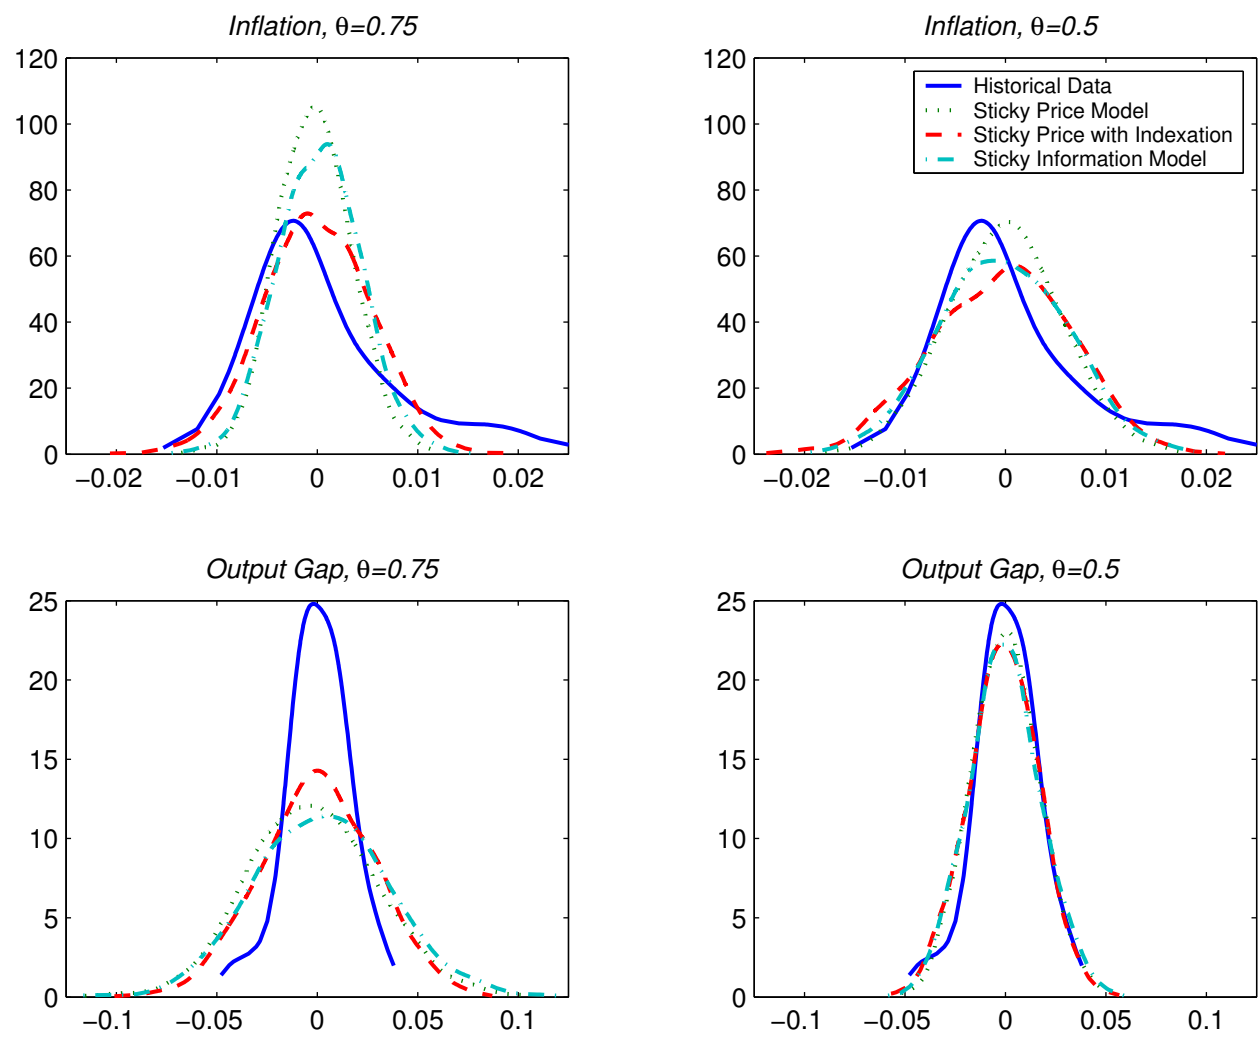 Inflation, θ=0.75
120
100
80
60
40
20
0
−0.02 −0.01 0 0.01 0.02
Inflation, θ=0.5
120
100
80
60
40
20
0
−0.02 −0.01 0 0.01 0.02
Historical Data
Sticky Price Model
Sticky Price with Indexation
Sticky Information Model
Output Gap, θ=0.75
25
20
15
10
5
0
−0.1 −0.05 0 0.05 0.1
Output Gap, θ=0.5
25
20
15
10
5
0
−0.1 −0.05 0 0.05 0.1